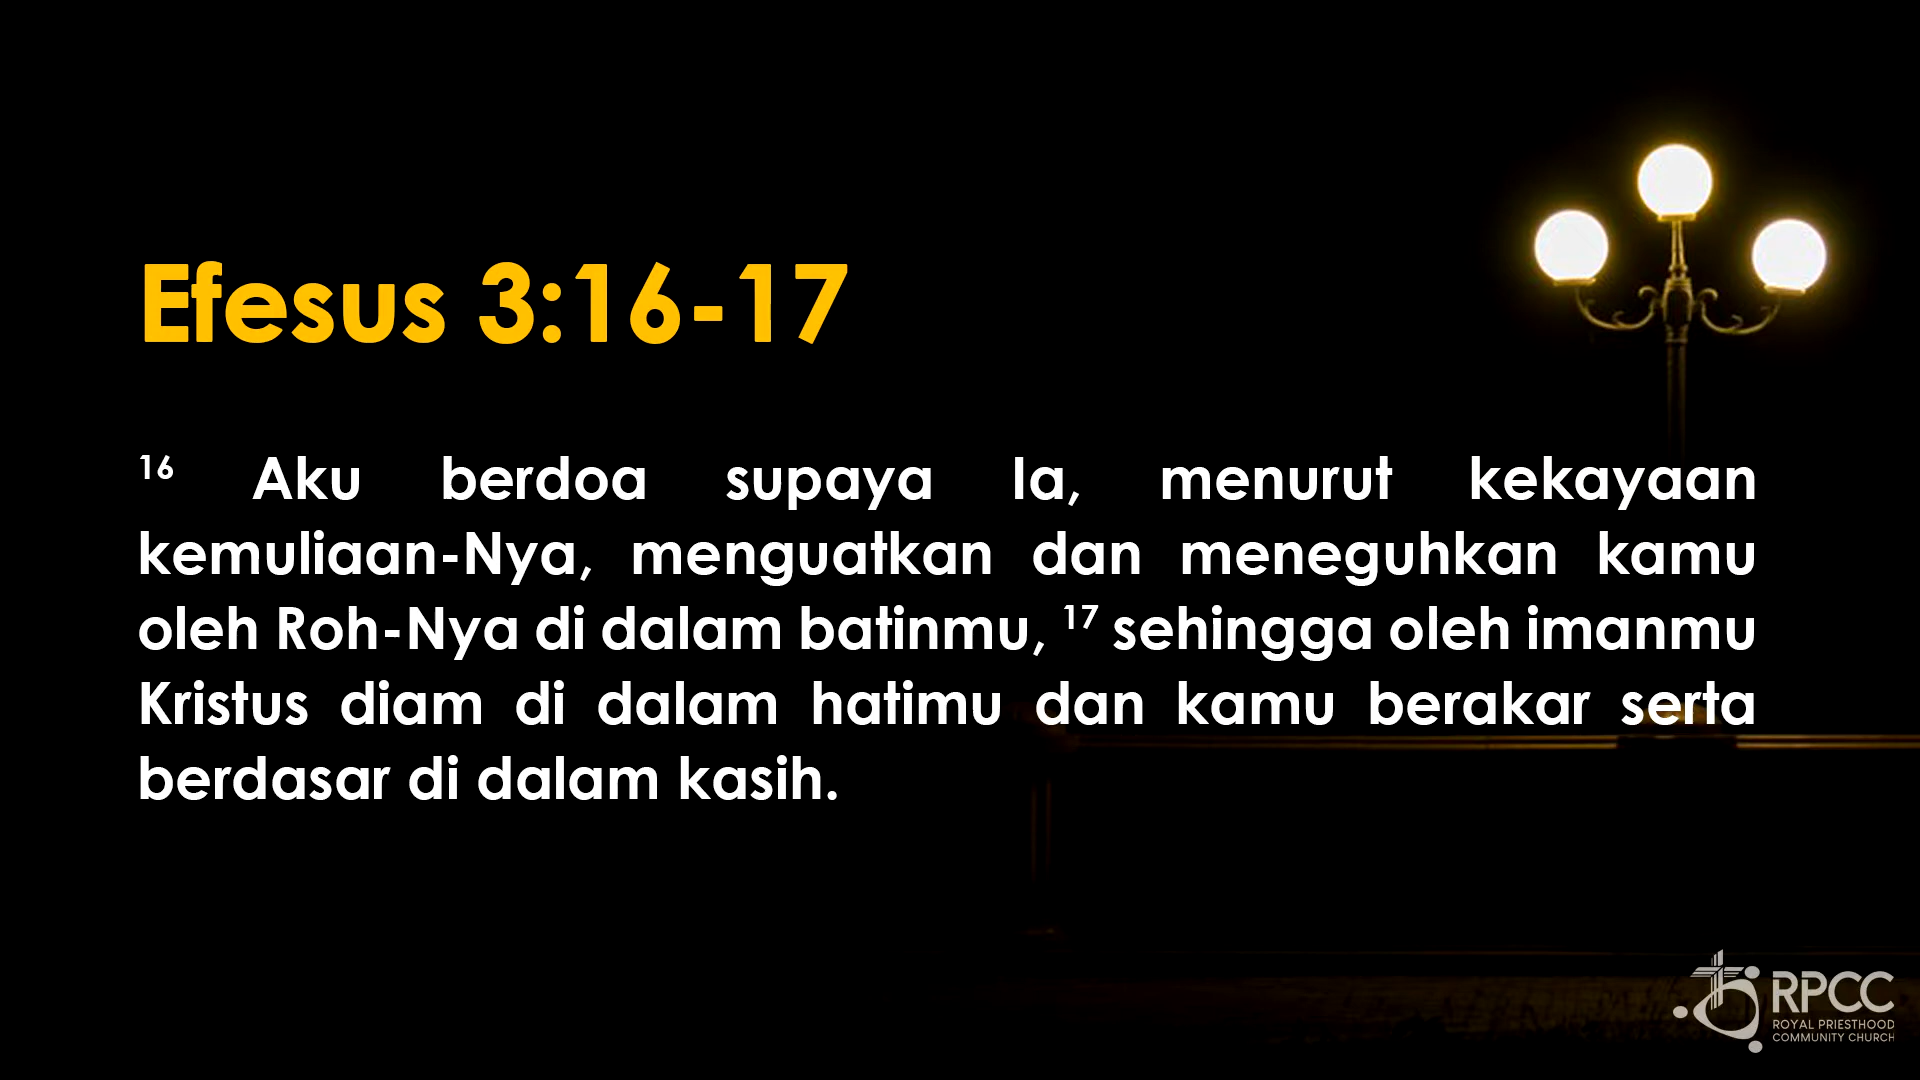 Efesus 3:16-17
16 Aku berdoa supaya Ia, menurut kekayaan
kemuliaan-Nya, menguatkan dan meneguhkan kamu
oleh Roh-Nya di dalam batinmu, 17 sehingga oleh imanmu
Kristus diam di dalam hatimu dan kamu berakar serta
berdasar di dalam kasih.
RPCC
ROYAL PRIESTHOOD
COMMUNITY CHURCH